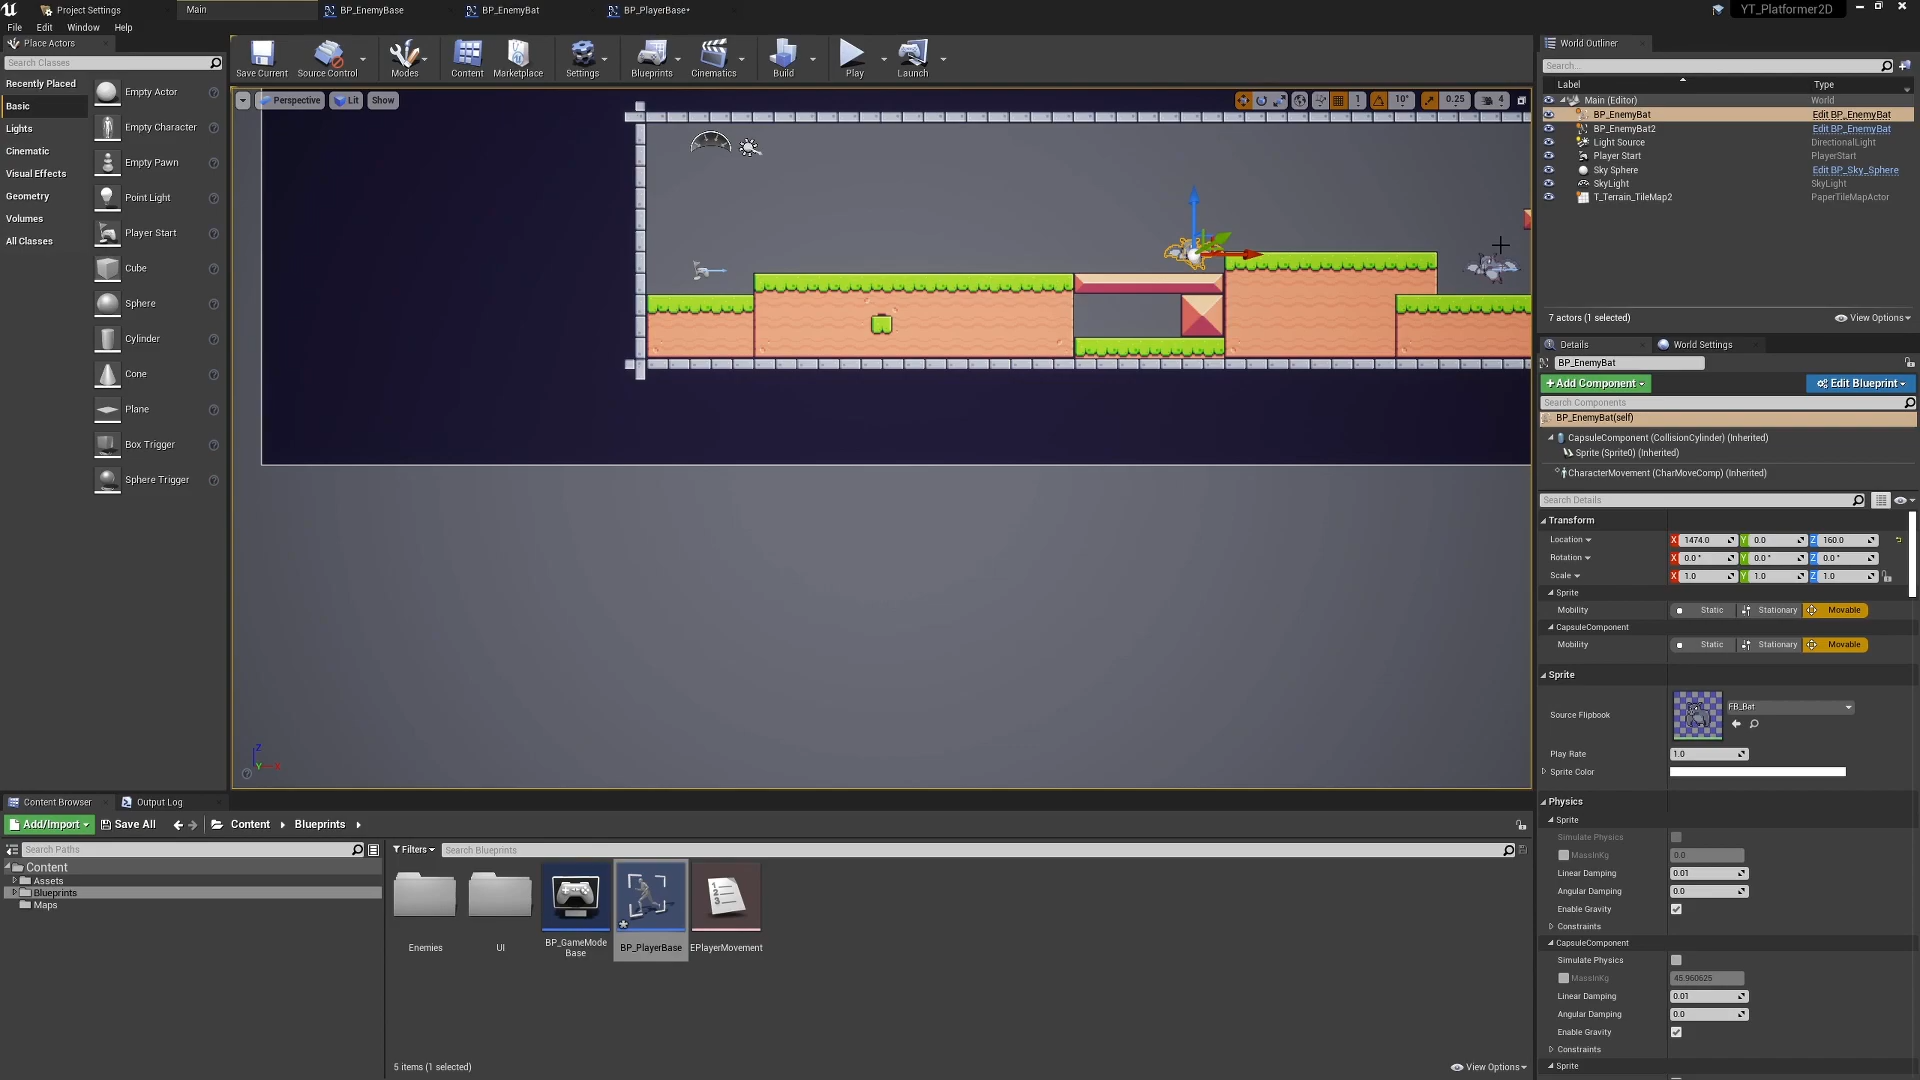 Project Settings
Main
BP_EnemyBase
BP_EnemyBat
BP_PlayerBase*
YT_Platformer2D
File Edit Window Help
Place Actors
Search Classes
Recently Placed
Basic
Lights
Cinematic
Visual Effects
Geometry
Volumes
All Classes
Empty Actor
Empty Character
Empty Pawn
Point Light
Player Start
Cube
Sphere
Cylinder
Cone
Plane
Box Trigger
Sphere Trigger
Save Current
Source Control
Modes
Content
Marketplace
Settings
Blueprints
Cinematics
Build
Play
Launch
Perspective Lit Show
1 10° 0.25 4
Z
Y X
World Outliner
Search...
Label Type
Main (Editor) World
BP_EnemyBat Edit BP_EnemyBat
BP_EnemyBat2 Edit BP_EnemyBat
Light Source DirectionalLight
Player Start PlayerStart
Sky Sphere Edit BP_Sky_Sphere
SkyLight SkyLight
T_Terrain_TileMap2 PaperTileMapActor
7 actors (1 selected) View Options
Details World Settings
BP_EnemyBat
+Add Component Edit Blueprint
Search Components
BP_EnemyBat(self)
CapsuleComponent (CollisionCylinder) (Inherited)
Sprite (Sprite0) (Inherited)
CharacterMovement (CharMoveComp) (Inherited)
Search Details
Transform
Location X 1474.0 Y 0.0 Z 160.0
Rotation X 0.0° Y 0.0° Z 0.0°
Scale X 1.0 Y 1.0 Z 1.0
Sprite
Mobility Static Stationary Movable
CapsuleComponent
Mobility Static Stationary Movable
Sprite
Source Flipbook FB_Bat
Play Rate 1.0
Sprite Color
Physics
Sprite
Simulate Physics
MassInKg 0.0
Linear Damping 0.01
Angular Damping 0.0
Enable Gravity
Constraints
CapsuleComponent
Simulate Physics
MassInKg 45.960625
Linear Damping 0.01
Angular Damping 0.0
Enable Gravity
Constraints
Sprite
Content Browser Output Log
Add/Import Save All Content Blueprints
Search Paths
Content
Assets
Blueprints
Maps
Filters Search Blueprints
Enemies
UI
BP_GameMode
Base
BP_PlayerBase
EPlayerMovement
5 items (1 selected) View Options